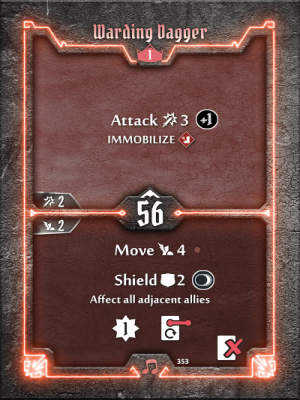 Warding Dagger
1
Attack 3 +1
IMMOBILIZE
2
56
2
Move 4
Shield 2
Affect all adjacent allies
1
353